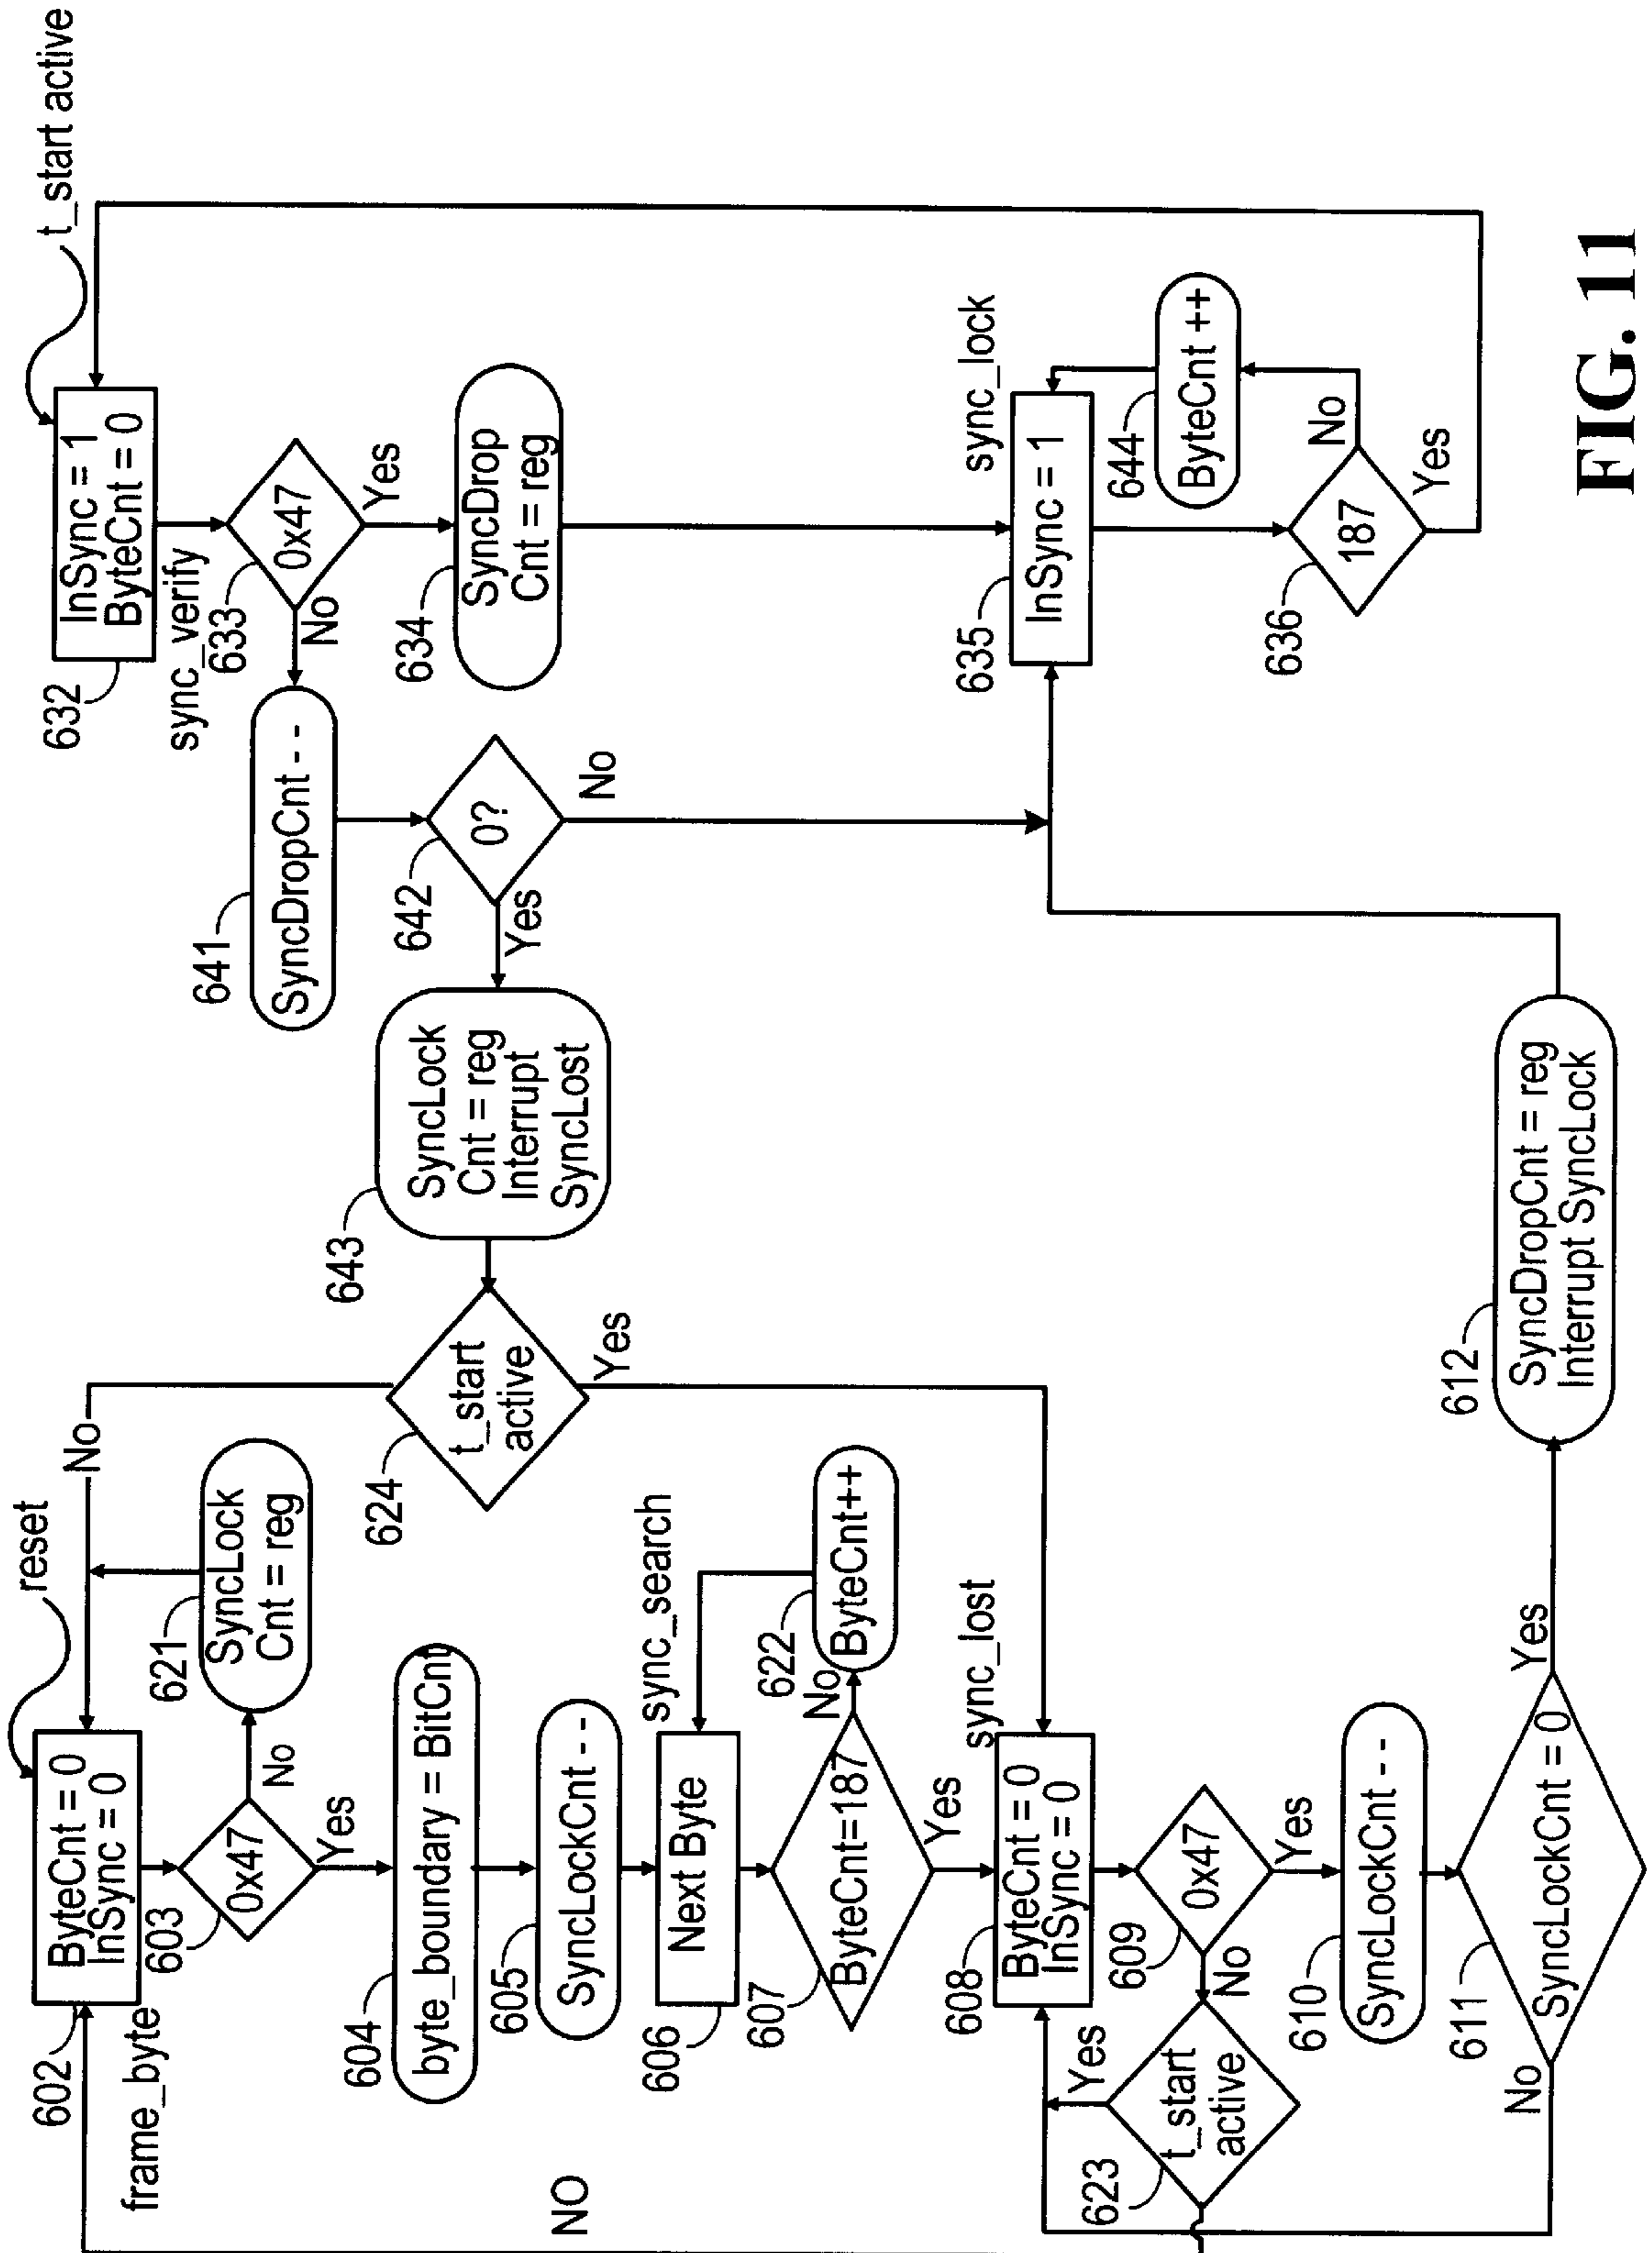 reset
602
ByteCnt = 0
InSync = 0
frame_byte
603
0x47
No
Yes
621
SyncLock
Cnt = reg
No
604
byte_boundary = BitCnt
605
SyncLockCnt - -
sync_search
606
Next Byte
607
ByteCnt=187
No
Yes
622
ByteCnt++
NO
sync_lost
608
ByteCnt = 0
InSync = 0
609
0x47
No
Yes
623
t_start
active
Yes
610
SyncLockCnt - -
611
SyncLockCnt = 0
No
Yes
612
SyncDropCnt = reg
Interrupt SyncLock
624
t_start
active
Yes
643
SyncLock
Cnt = reg
Interrupt
SyncLost
641
SyncDropCnt - -
642
0?
Yes
No
t_start active
632
InSync = 1
ByteCnt = 0
sync_verify
633
0x47
No
Yes
634
SyncDrop
Cnt = reg
sync_lock
635
InSync = 1
644
ByteCnt ++
636
187
No
Yes
FIG. 11